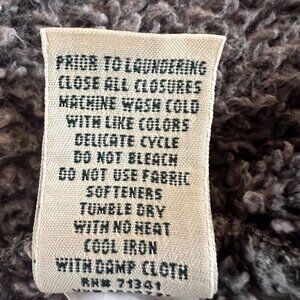 PRIOR TO LAUNDERING
CLOSE ALL CLOSURES
MACHINE WASH COLD
WITH LIKE COLORS
DELICATE CYCLE
DO NOT BLEACH
DO NOT USE FABRIC
SOFTENERS
TUMBLE DRY
WITH NO HEAT
COOL IRON
WITH DAMP CLOTH
RN# 71341